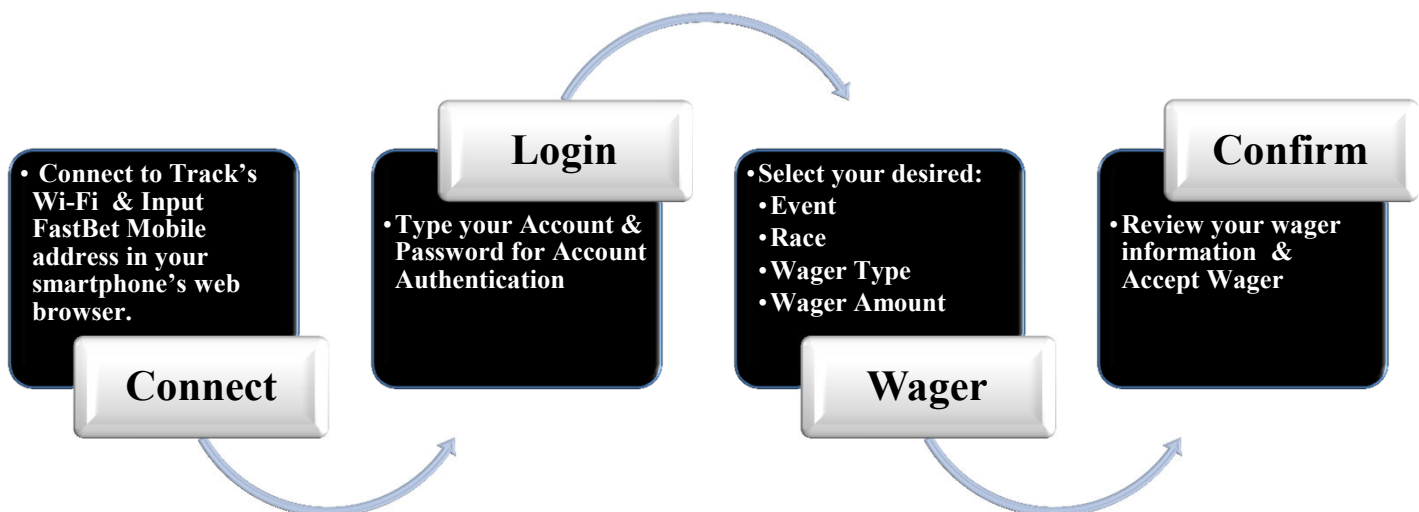 • Connect to Track's
Wi-Fi & Input
FastBet Mobile
address in your
smartphone's web
browser.
Connect
Login
• Type your Account &
Password for Account
Authentication
• Select your desired:
• Event
• Race
• Wager Type
• Wager Amount
Wager
Confirm
• Review your wager
information &
Accept Wager